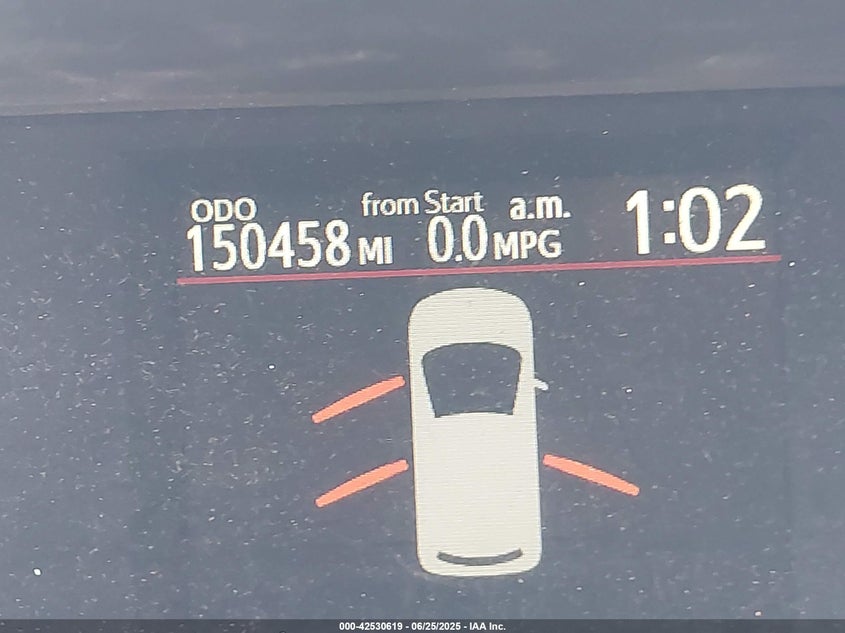 ODO from Start a.m. 1:02
150458 MI 0.0 MPG
000-42530619 - 06/25/2025 - IAA Inc.